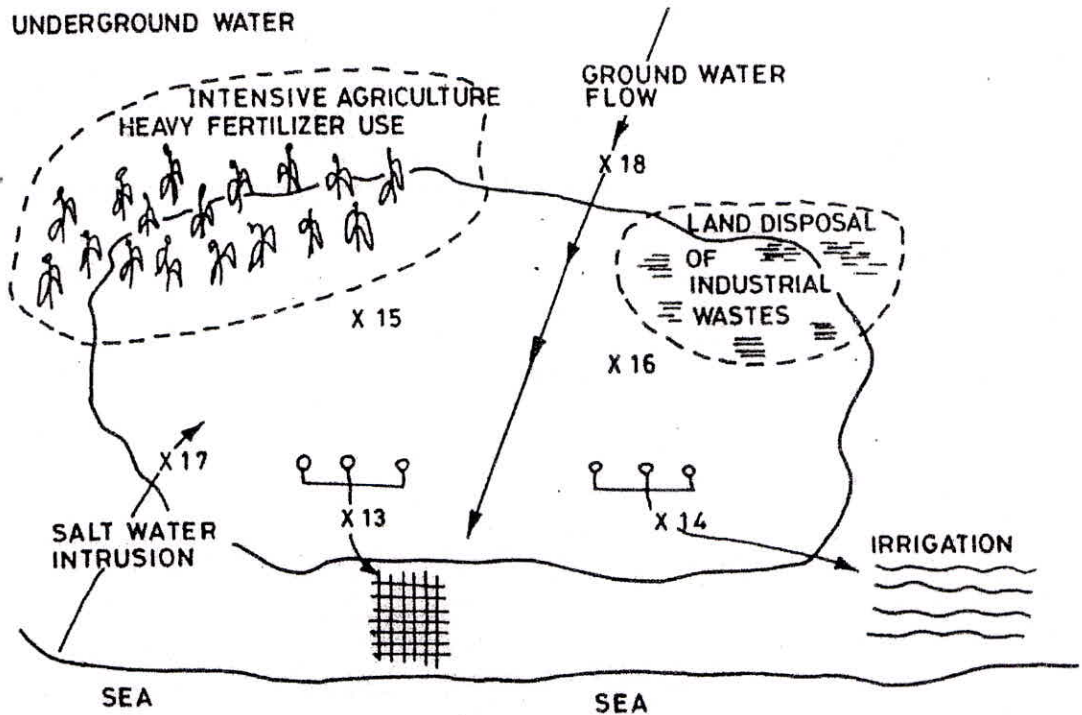 UNDERGROUND WATER
INTENSIVE AGRICULTURE
HEAVY FERTILIZER USE
GROUND WATER
FLOW
X 18
LAND DISPOSAL
OF
INDUSTRIAL
WASTES
X 15
X 16
X 17
X 13
X 14
SALT WATER
INTRUSION
IRRIGATION
SEA
SEA